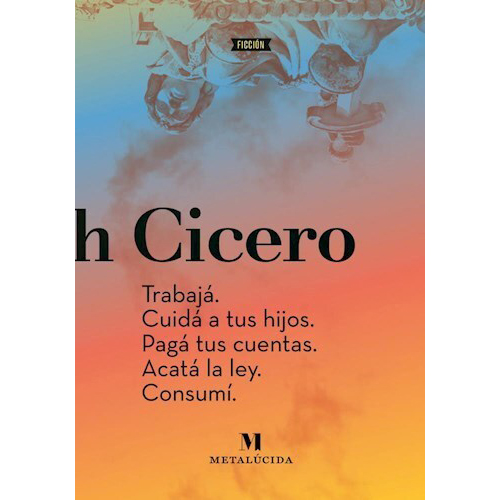 FICCIÓN
h Cicero
Trabajá.
Cuidá a tus hijos.
Pagá tus cuentas.
Acatá la ley.
Consumí.
M
METALÚCIDA